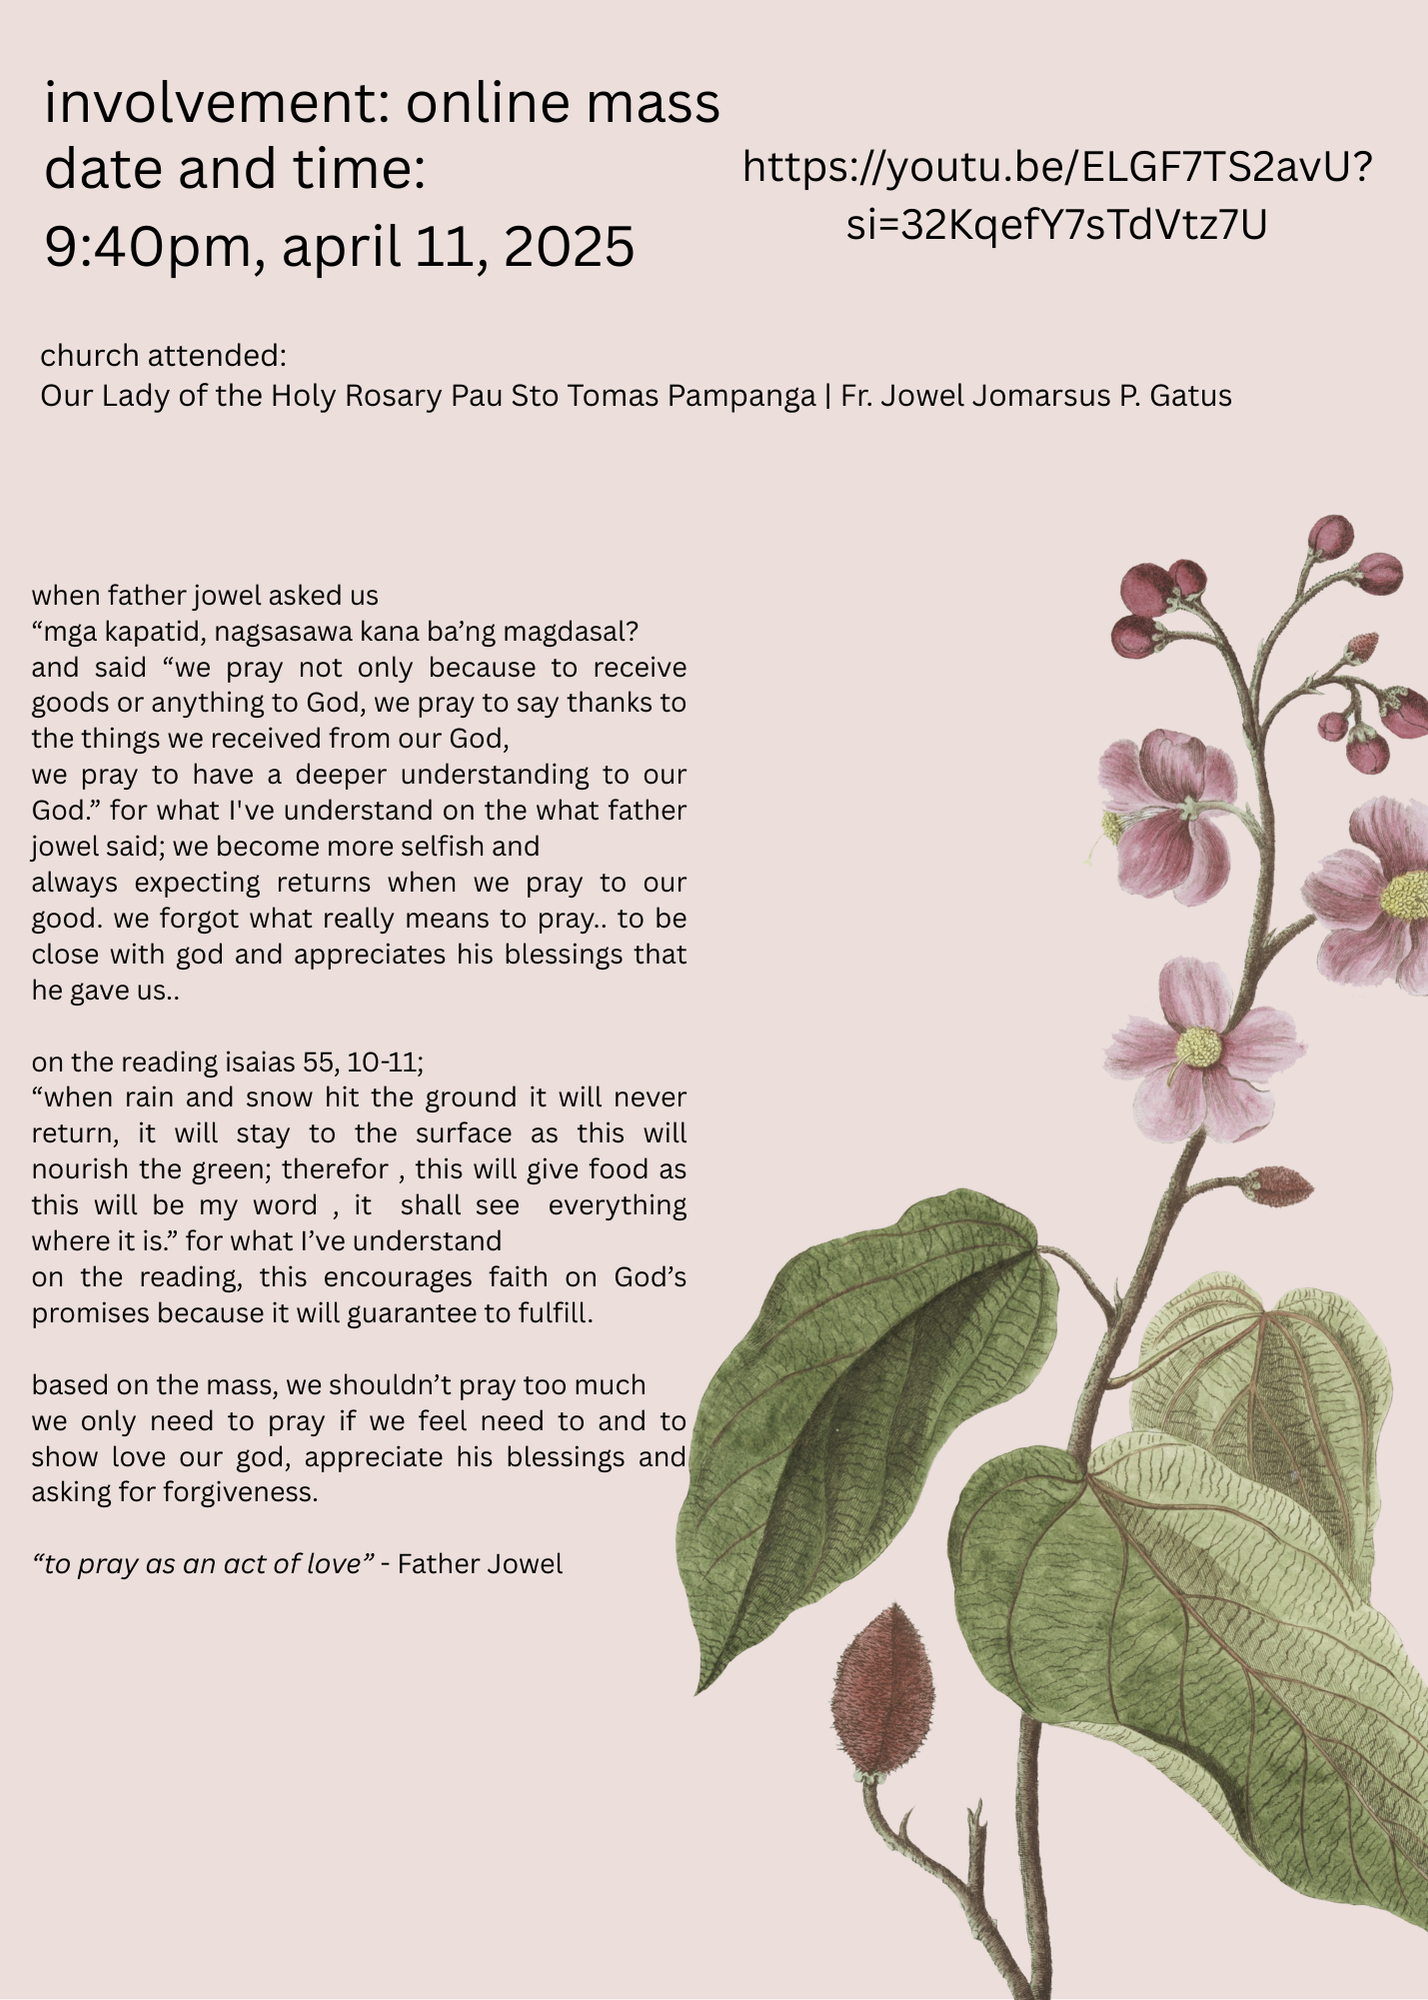 involvement: online mass
date and time:
9:40pm, april 11, 2025
https://youtu.be/ELGF7TS2avU?
si=32KqefY7sTdVtz7U
church attended:
Our Lady of the Holy Rosary Pau Sto Tomas Pampanga | Fr. Jowel Jomarsus P. Gatus
when father jowel asked us
“mga kapatid, nagsasawa kana ba’ng magdasal?
and said “we pray not only because to receive
goods or anything to God, we pray to say thanks to
the things we received from our God,
we pray to have a deeper understanding to our
God.” for what I've understand on the what father
jowel said; we become more selfish and
always expecting returns when we pray to our
good. we forgot what really means to pray.. to be
close with god and appreciates his blessings that
he gave us..
on the reading isaias 55, 10-11;
“when rain and snow hit the ground it will never
return, it will stay to the surface as this will
nourish the green; therefor , this will give food as
this will be my word , it shall see everything
where it is.” for what I’ve understand
on the reading, this encourages faith on God’s
promises because it will guarantee to fulfill.
based on the mass, we shouldn’t pray too much
we only need to pray if we feel need to and to
show love our god, appreciate his blessings and
asking for forgiveness.
“to pray as an act of love” - Father Jowel